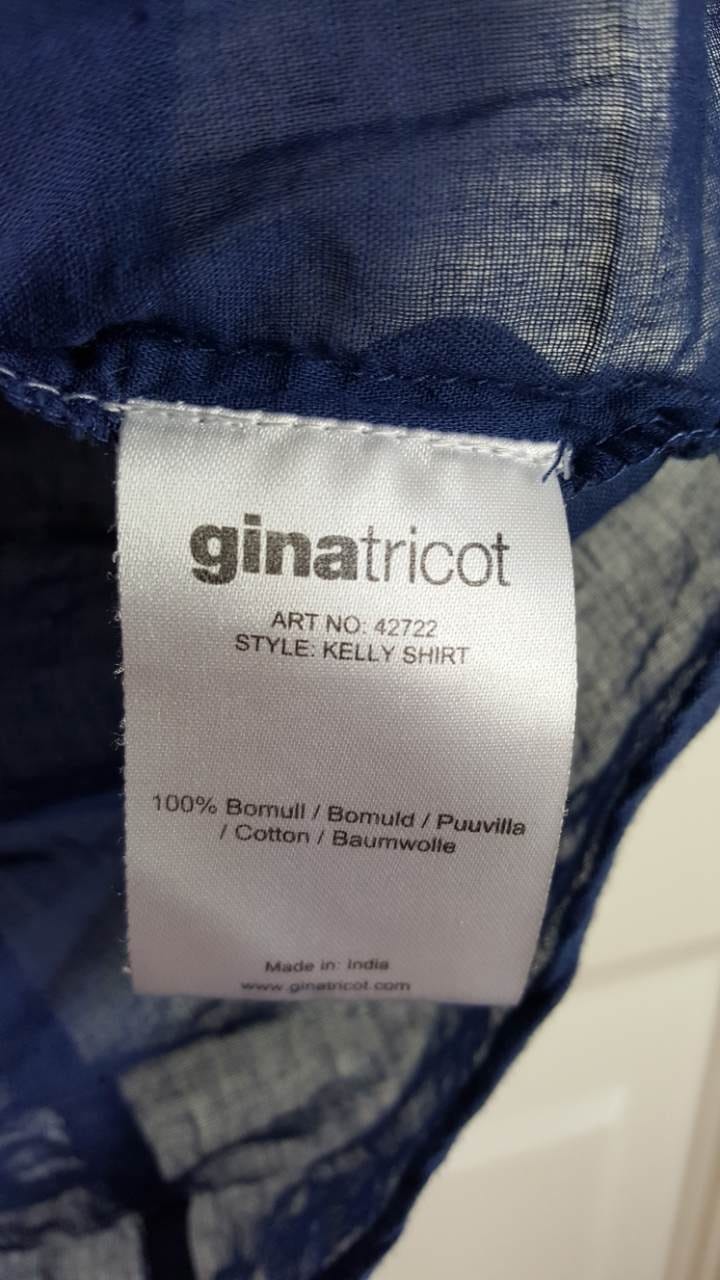 ginatricot
ART NO: 42722
STYLE: KELLY SHIRT
100% Bomull / Bomuld / Puuvilla
/ Cotton / Baumwolle
Made in: India
www.ginatricot.com